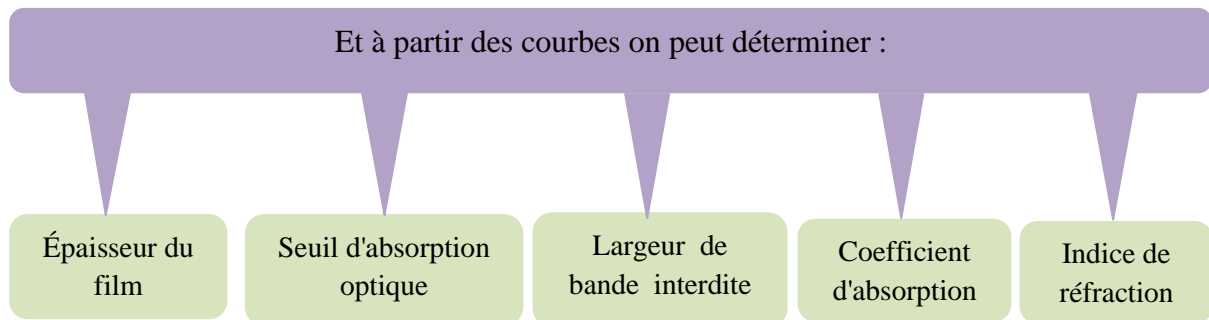 Et à partir des courbes on peut déterminer :
Épaisseur du
film
Seuil d'absorption
optique
Largeur de
bande interdite
Coefficient
d'absorption
Indice de
réfraction